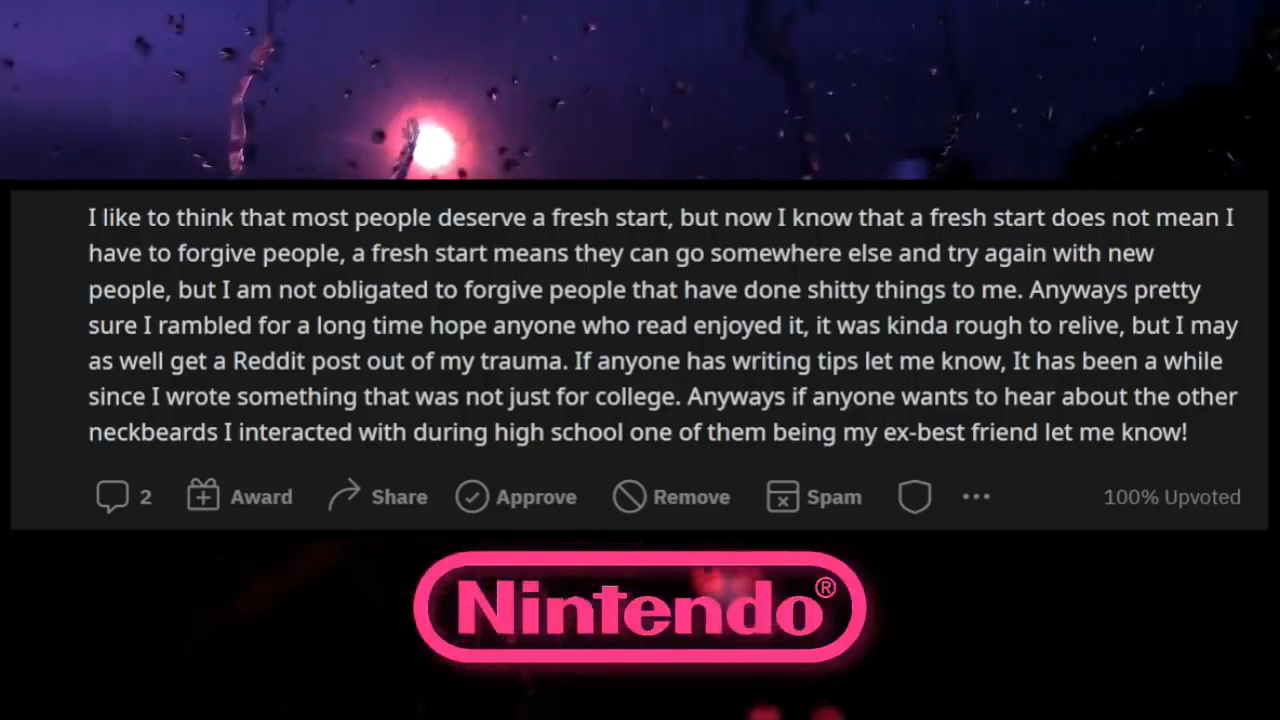 I like to think that most people deserve a fresh start, but now I know that a fresh start does not mean I
have to forgive people, a fresh start means they can go somewhere else and try again with new
people, but I am not obligated to forgive people that have done shitty things to me. Anyways pretty
sure I rambled for a long time hope anyone who read enjoyed it, it was kinda rough to relive, but I may
as well get a Reddit post out of my trauma. If anyone has writing tips let me know, It has been a while
since I wrote something that was not just for college. Anyways if anyone wants to hear about the other
neckbeards I interacted with during high school one of them being my ex-best friend let me know!
2 Award Share Approve Remove Spam ••• 100% Upvoted
Nintendo®